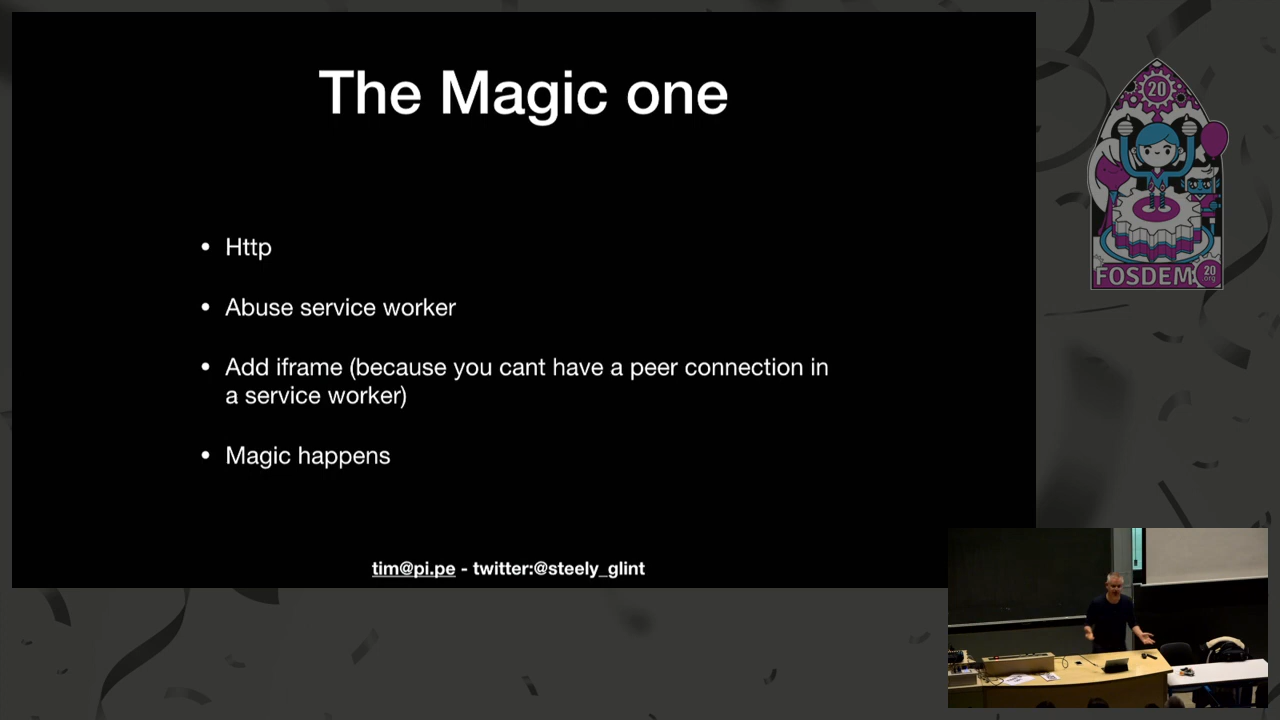 The Magic one
• Http
• Abuse service worker
• Add iframe (because you cant have a peer connection in
a service worker)
• Magic happens
tim@pi.pe - twitter:@steely_glint
20
FOSDEM
20
.org